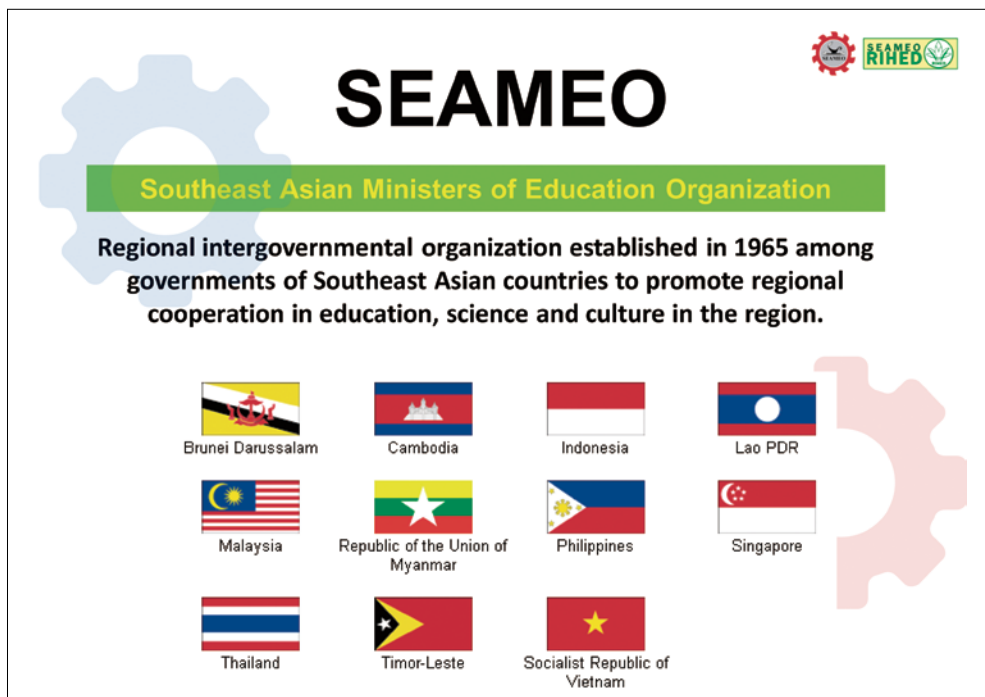 SEAMEO
SEAMEO
RIHED
SEAMEO
Southeast Asian Ministers of Education Organization
Regional intergovernmental organization established in 1965 among
governments of Southeast Asian countries to promote regional
cooperation in education, science and culture in the region.
Brunei Darussalam
Cambodia
Indonesia
Lao PDR
Malaysia
Republic of the Union of
Myanmar
Philippines
Singapore
Thailand
Timor-Leste
Socialist Republic of
Vietnam